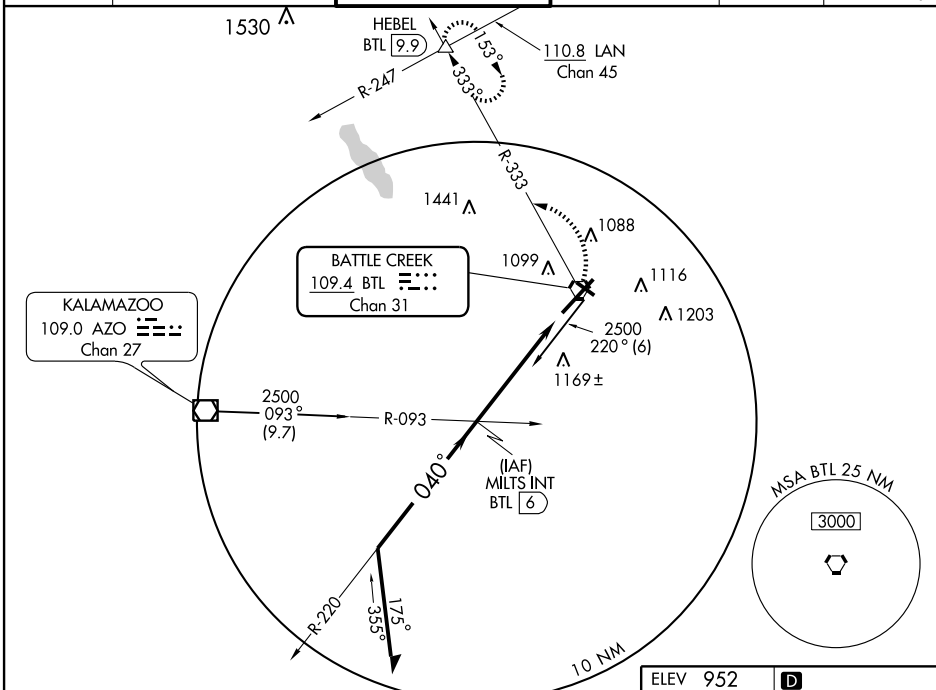 1530
HEBEL
BTL 9.9
153°
333°
110.8 LAN
Chan 45
R-247
R-333
1441
1088
1099
BATTLE CREEK
109.4 BTL
Chan 31
1116
1203
KALAMAZOO
109.0 AZO
Chan 27
2500
220° (6)
1169 ±
2500
093°
(9.7)
R-093
(IAF)
MILTS INT
BTL 6
040°
MSA BTL 25 NM
3000
R-220
355°
175°
10 NM
ELEV 952
D